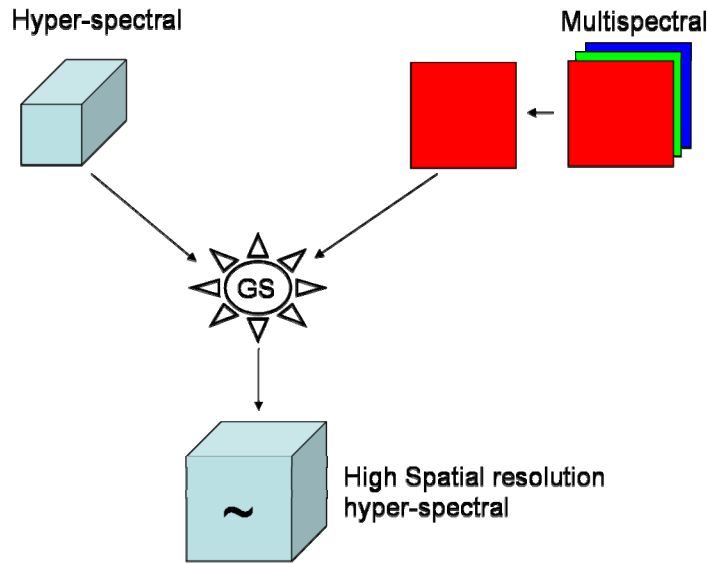 Hyper-spectral
Multispectral
GS
~
High Spatial resolution
hyper-spectral